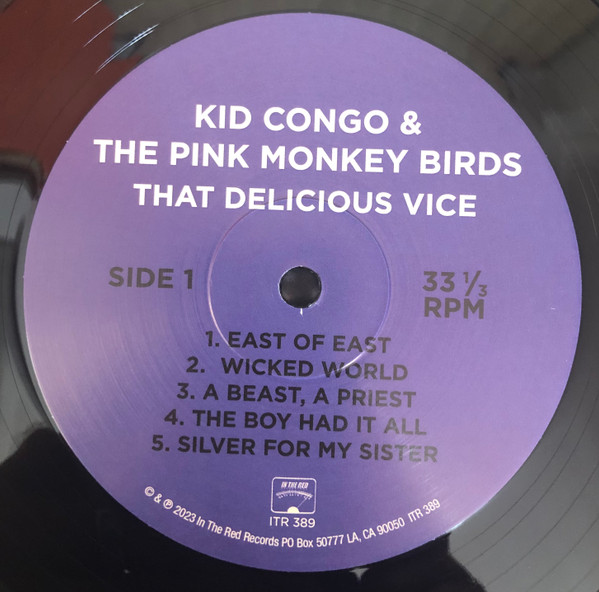 KID CONGO &
THE PINK MONKEY BIRDS
THAT DELICIOUS VICE
SIDE 1
33 ⅓
RPM
1. EAST OF EAST
2. WICKED WORLD
3. A BEAST, A PRIEST
4. THE BOY HAD IT ALL
5. SILVER FOR MY SISTER
IN THE RED
ITR 389
© & ℗ 2023 In The Red Records PO Box 50777 LA, CA 90050 ITR 389